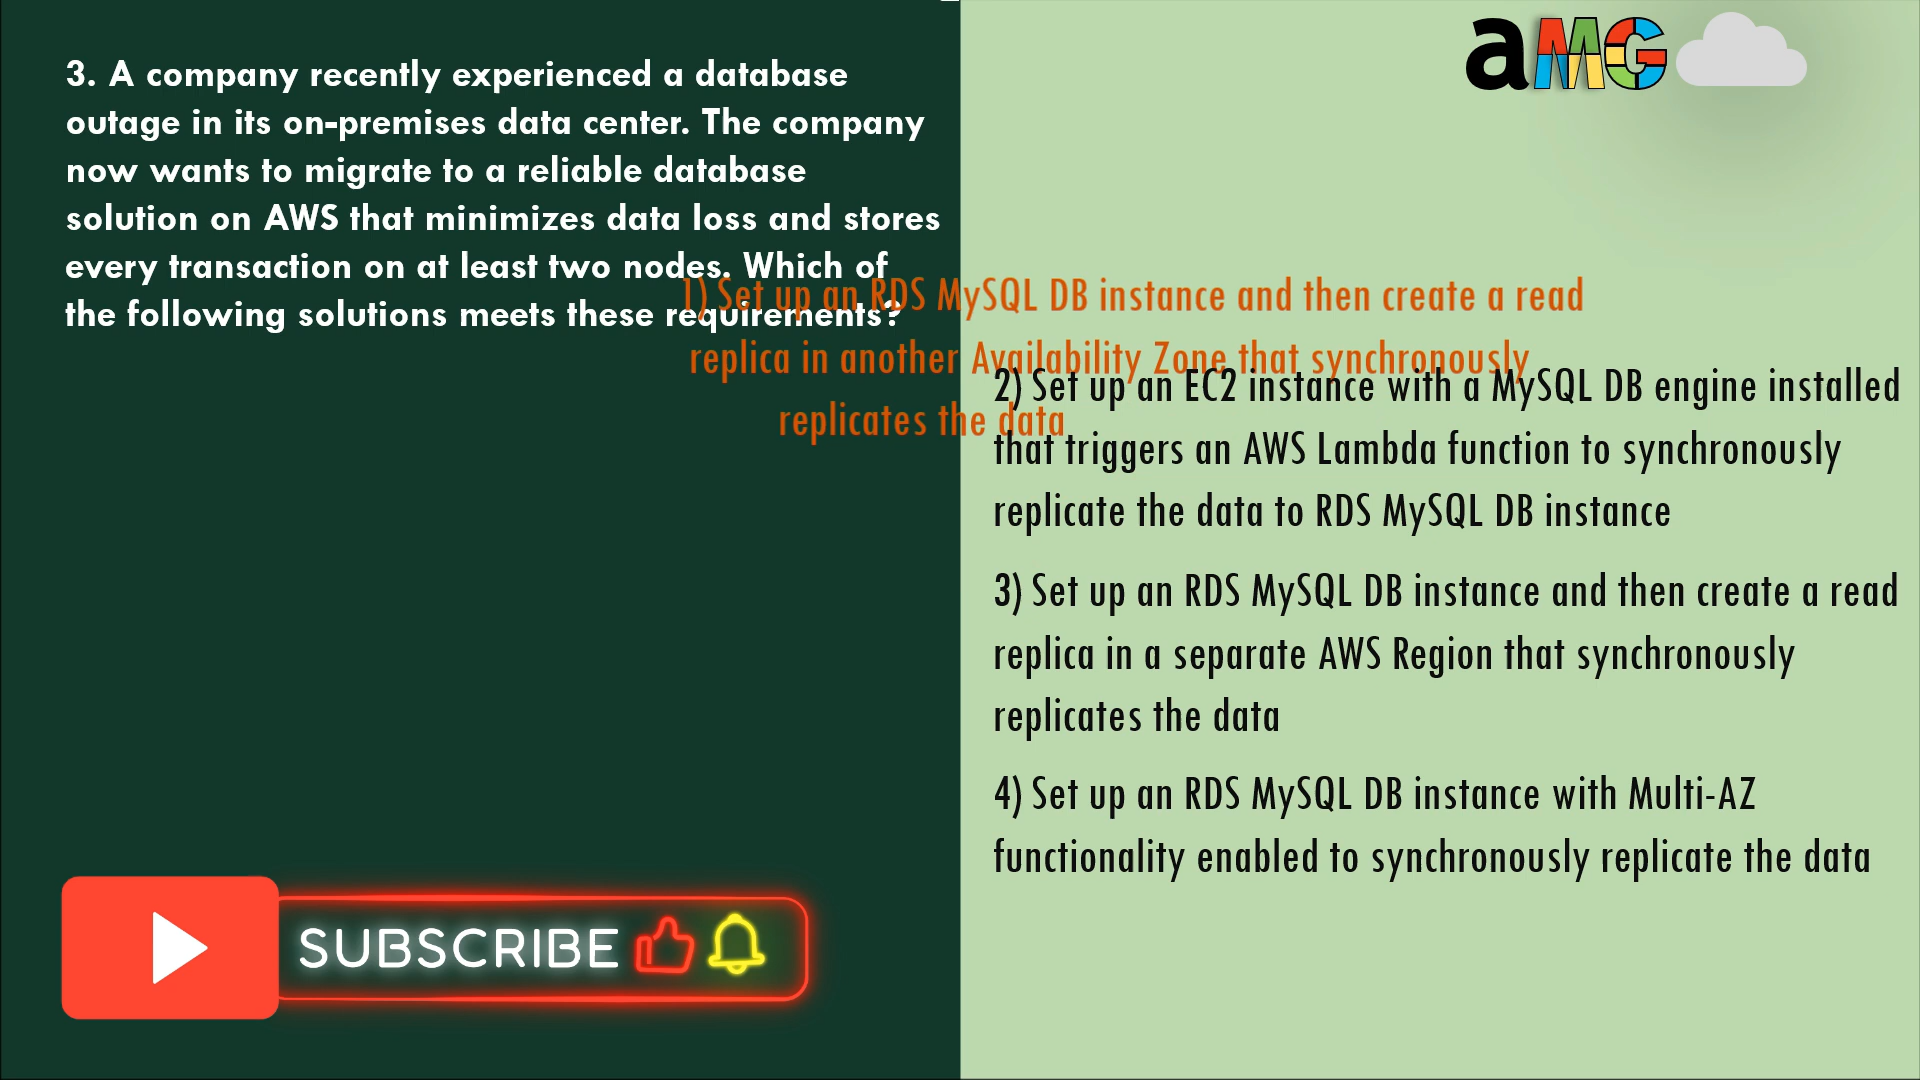 aMG
3. A company recently experienced a database
outage in its on-premises data center. The company
now wants to migrate to a reliable database
solution on AWS that minimizes data loss and stores
every transaction on at least two nodes. Which of
the following solutions meets these requirements?
1) Set up an RDS MySQL DB instance and then create a read
replica in another Availability Zone that synchronously
replicates the data
2) Set up an EC2 instance with a MySQL DB engine installed
that triggers an AWS Lambda function to synchronously
replicate the data to RDS MySQL DB instance
3) Set up an RDS MySQL DB instance and then create a read
replica in a separate AWS Region that synchronously
replicates the data
4) Set up an RDS MySQL DB instance with Multi-AZ
functionality enabled to synchronously replicate the data
SUBSCRIBE